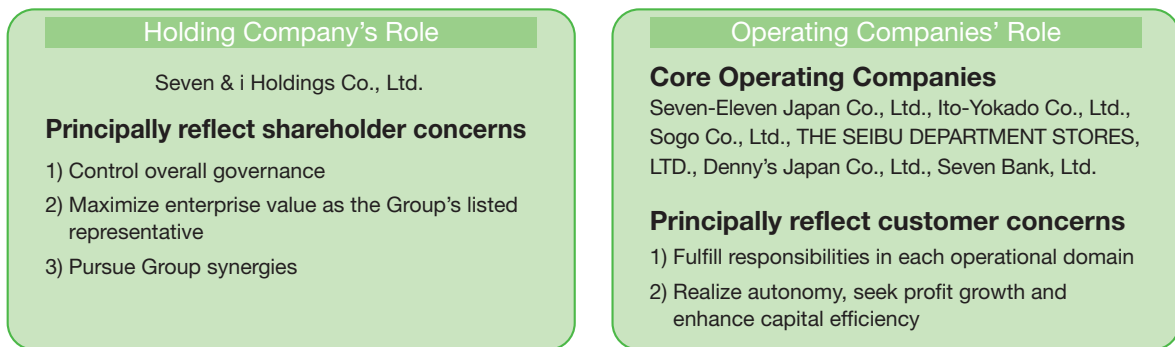 Holding Company's Role
Seven & i Holdings Co., Ltd.
Principally reflect shareholder concerns
1) Control overall governance
2) Maximize enterprise value as the Group's listed
representative
3) Pursue Group synergies
Operating Companies' Role
Core Operating Companies
Seven-Eleven Japan Co., Ltd., Ito-Yokado Co., Ltd.,
Sogo Co., Ltd., THE SEIBU DEPARTMENT STORES,
LTD., Denny's Japan Co., Ltd., Seven Bank, Ltd.
Principally reflect customer concerns
1) Fulfill responsibilities in each operational domain
2) Realize autonomy, seek profit growth and
enhance capital efficiency